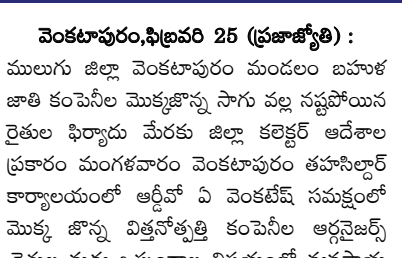 వెంకటాపురం,ఫిబ్రవరి 25 (ప్రజాజ్యోతి) :
ములుగు జిల్లా వెంకటాపురం మండలం బహుళ
జాతి కంపెనీల మొక్కజొన్న సాగు వల్ల నష్టపోయిన
రైతుల ఫిర్యాదు మేరకు జిల్లా కలెక్టర్ ఆదేశాల
ప్రకారం మంగళవారం వెంకటాపురం తహసిల్దార్
కార్యాలయంలో ఆర్డీవో ఏ వెంకటేష్ సమక్షంలో
మొక్క జొన్న విత్తనోత్పత్తి కంపెనీల ఆర్గనైజర్స్